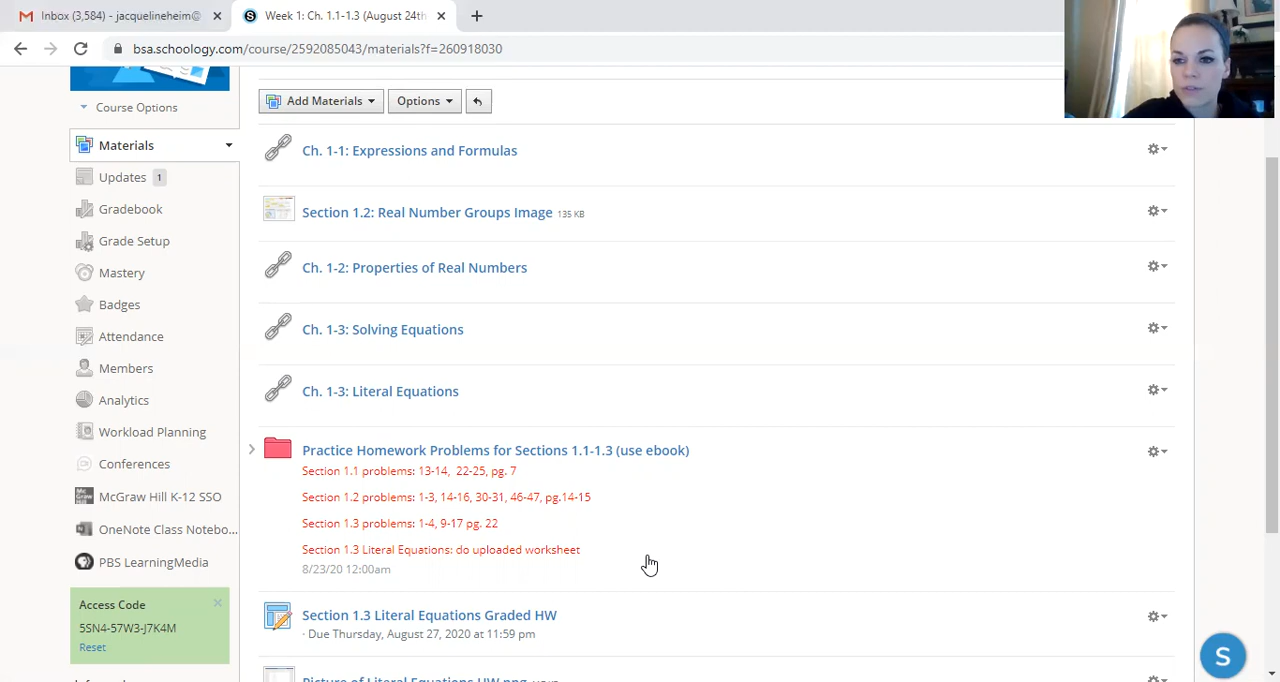 Inbox (3,584) - jacquelineheim@
Week 1: Ch. 1.1-1.3 (August 24th
bsa.schoology.com/course/2592085043/materials?f=260918030
Course Options
Add Materials
Options
Materials
Updates 1
Gradebook
Grade Setup
Mastery
Badges
Attendance
Members
Analytics
Workload Planning
Conferences
McGraw Hill K-12 SSO
OneNote Class Notebo...
PBS LearningMedia
Access Code
5SN4-57W3-J7K4M
Reset
Ch. 1-1: Expressions and Formulas
Section 1.2: Real Number Groups Image 135 KB
Ch. 1-2: Properties of Real Numbers
Ch. 1-3: Solving Equations
Ch. 1-3: Literal Equations
Practice Homework Problems for Sections 1.1-1.3 (use ebook)
Section 1.1 problems: 13-14, 22-25, pg. 7
Section 1.2 problems: 1-3, 14-16, 30-31, 46-47, pg.14-15
Section 1.3 problems: 1-4, 9-17 pg. 22
Section 1.3 Literal Equations: do uploaded worksheet
8/23/20 12:00am
Section 1.3 Literal Equations Graded HW
· Due Thursday, August 27, 2020 at 11:59 pm
Picture of Literal Equations HW.png
S